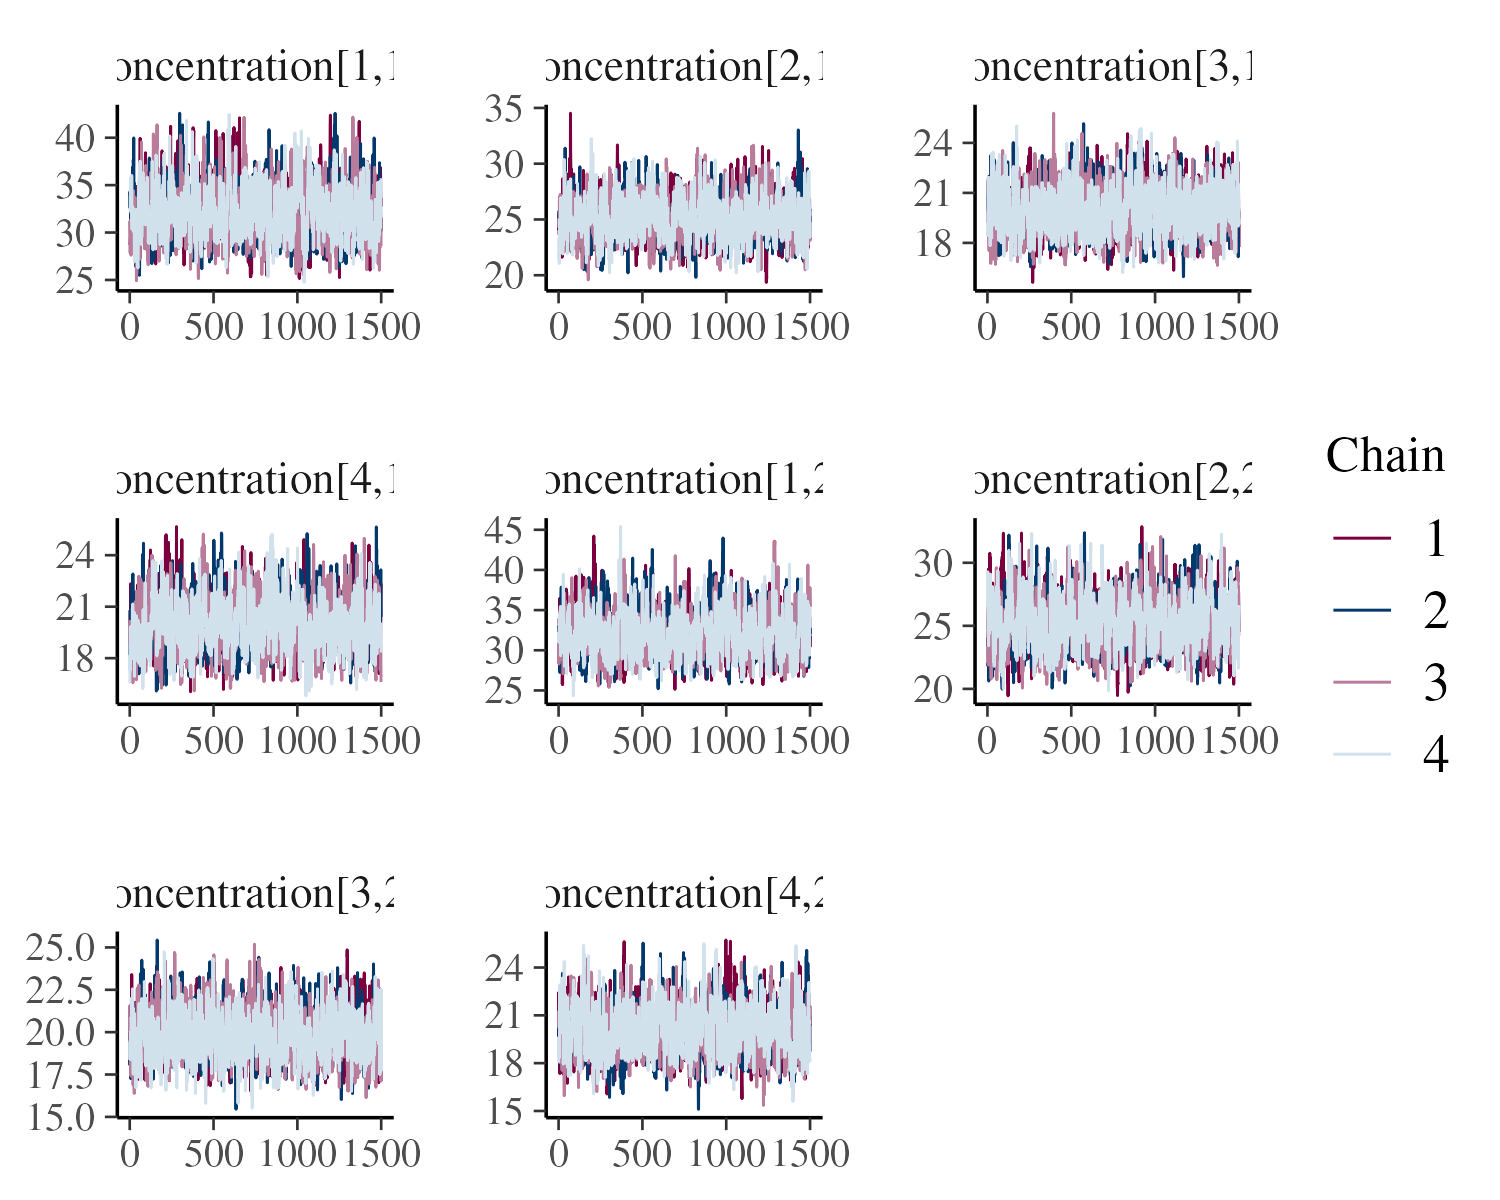 oncentration[1,1
oncentration[2,1
oncentration[3,1
40
35
30
25
0 500 1000 1500
35
30
25
20
0 500 1000 1500
24
21
18
0 500 1000 1500
oncentration[4,1
oncentration[1,2
oncentration[2,2
24
21
18
0 500 1000 1500
45
40
35
30
25
0 500 1000 1500
30
25
20
0 500 1000 1500
Chain
1
2
3
4
oncentration[3,2
oncentration[4,2
25.0
22.5
20.0
17.5
15.0
0 500 1000 1500
24
21
18
15
0 500 1000 1500